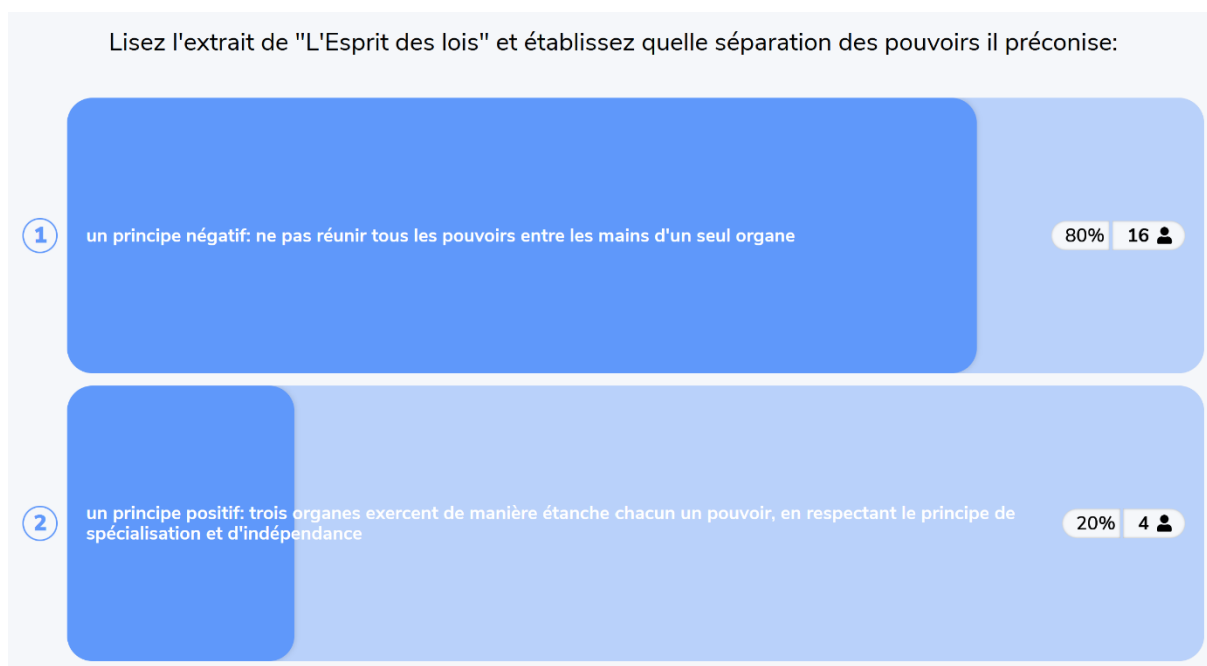 Lisez l'extrait de "L'Esprit des lois" et établissez quelle séparation des pouvoirs il préconise:
1
un principe négatif: ne pas réunir tous les pouvoirs entre les mains d'un seul organe
80% 16
2
un principe positif: trois organes exercent de manière étanche chacun un pouvoir, en respectant le principe de
spécialisation et d'indépendance
20% 4